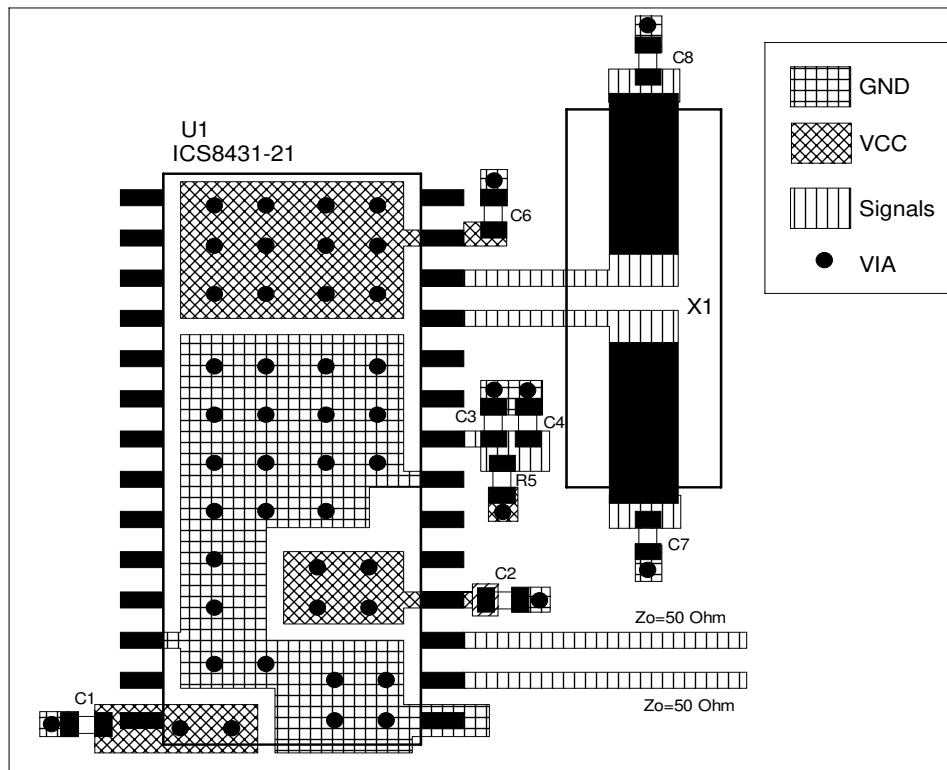 C8
GND
U1
ICS8431-21
VCC
C6
Signals
VIA
X1
C3
C4
R5
C7
C2
Zo=50 Ohm
C1
Zo=50 Ohm